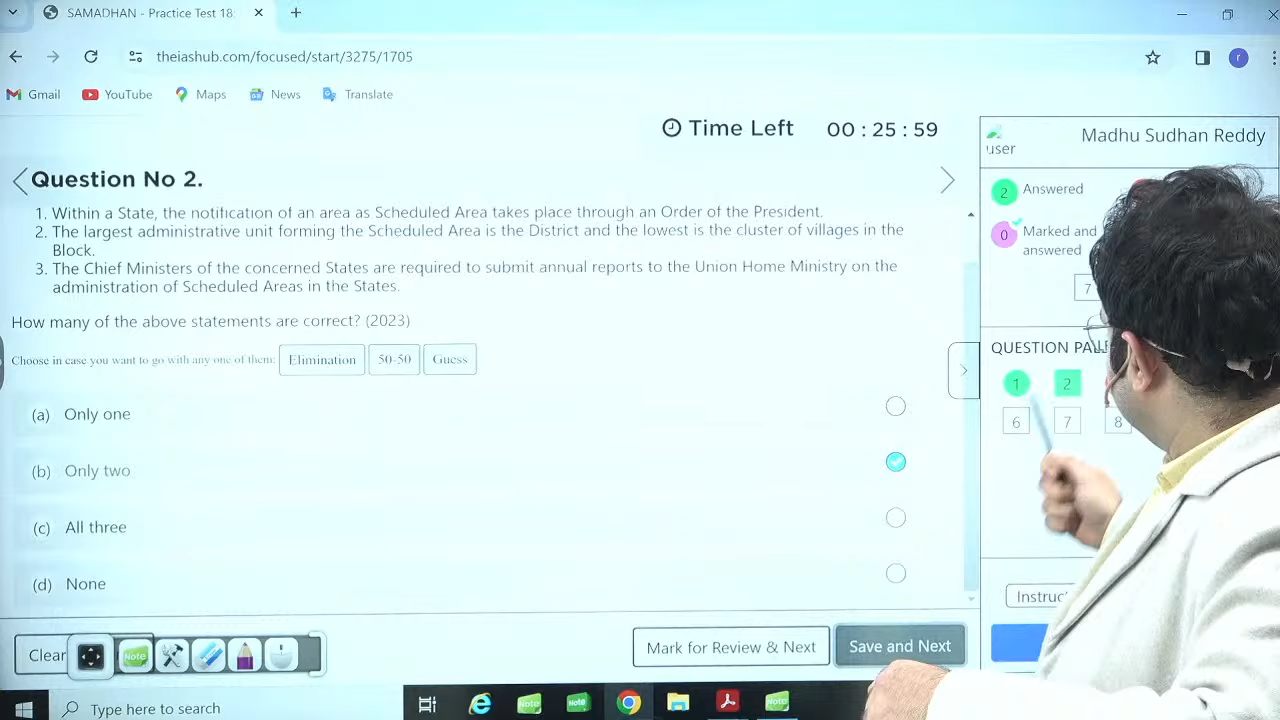 SAMADHAN - Practice Test 18
theiashub.com/focused/start/3275/1705
r
Gmail YouTube Maps News Translate
Time Left 00 : 25 : 59
user
Madhu Sudhan Reddy
Question No 2.
2 Answered
0 Marked and answered
7
1. Within a State, the notification of an area as Scheduled Area takes place through an Order of the President.
2. The largest administrative unit forming the Scheduled Area is the District and the lowest is the cluster of villages in the
Block.
3. The Chief Ministers of the concerned States are required to submit annual reports to the Union Home Ministry on the
administration of Scheduled Areas in the States.
How many of the above statements are correct? (2023)
Choose in case you want to go with any one of them: Elimination 50-50 Guess
QUESTION
1 2
6 7 8
(a) Only one
(b) Only two
(c) All three
(d) None
Clear
Note
Mark for Review & Next
Save and Next
Type here to search
Note Note Note